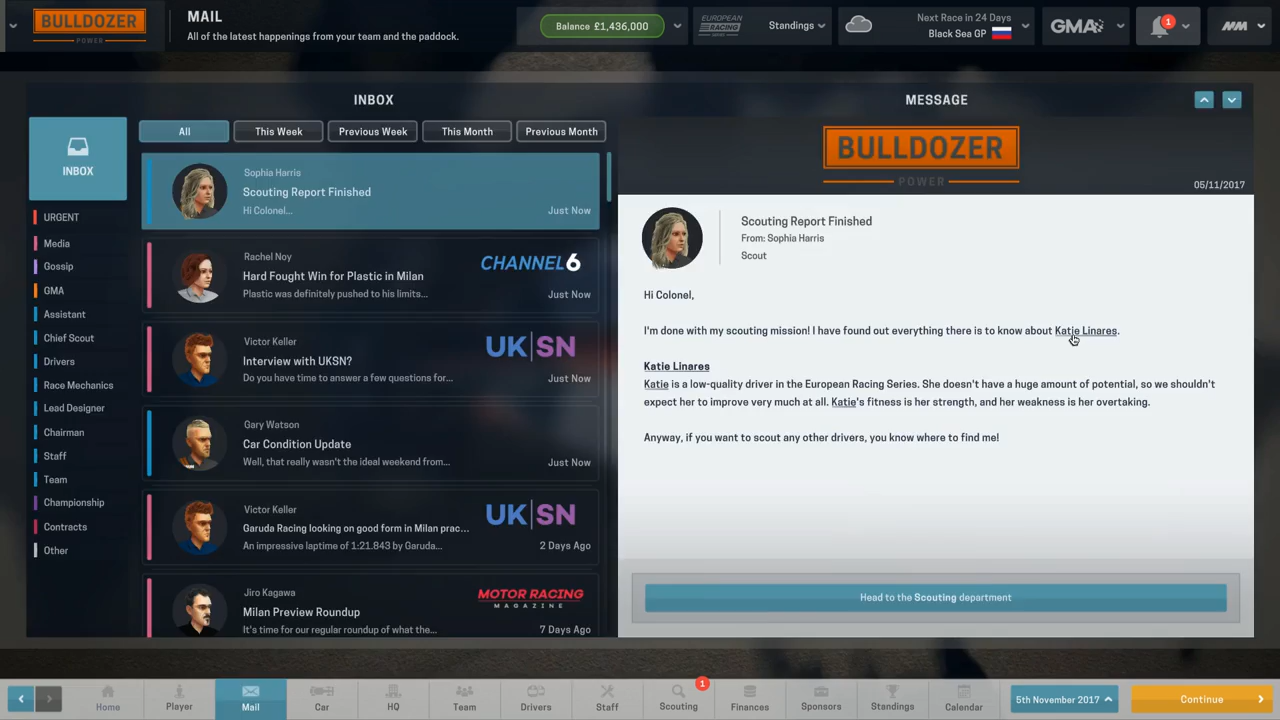 BULLDOZER
POWER
MAIL
All of the latest happenings from your team and the paddock.
Balance £1,436,000
EUROPEAN
RACING
SERIES
Standings
Next Race in 24 Days
Black Sea GP
GMA
1
INBOX
MESSAGE
INBOX
All
This Week
Previous Week
This Month
Previous Month
URGENT
Media
Gossip
GMA
Assistant
Chief Scout
Drivers
Race Mechanics
Lead Designer
Chairman
Staff
Team
Championship
Contracts
Other
Sophia Harris
Scouting Report Finished
Hi Colonel...
Just Now
Rachel Noy
Hard Fought Win for Plastic in Milan
Plastic was definitely pushed to his limits...
CHANNEL6
Just Now
Victor Keller
Interview with UKSN?
Do you have time to answer a few questions for...
UK|SN
Just Now
Gary Watson
Car Condition Update
Well, that really wasn't the ideal weekend from...
Just Now
Victor Keller
Garuda Racing looking on good form in Milan prac...
An impressive laptime of 1:21.843 by Garuda...
UK|SN
2 Days Ago
Jiro Kagawa
Milan Preview Roundup
It's time for our regular roundup of what the...
MOTOR RACING
MAGAZINE
7 Days Ago
BULLDOZER
POWER
05/11/2017
Scouting Report Finished
From: Sophia Harris
Scout
Hi Colonel,
I'm done with my scouting mission! I have found out everything there is to know about Katie Linares.
Katie Linares
Katie is a low-quality driver in the European Racing Series. She doesn't have a huge amount of potential, so we shouldn't
expect her to improve very much at all. Katie's fitness is her strength, and her weakness is her overtaking.
Anyway, if you want to scout any other drivers, you know where to find me!
Head to the Scouting department
Home
Player
Mail
Car
HQ
Team
Drivers
Staff
Scouting
1
Finances
Sponsors
Standings
Calendar
5th November 2017
Continue